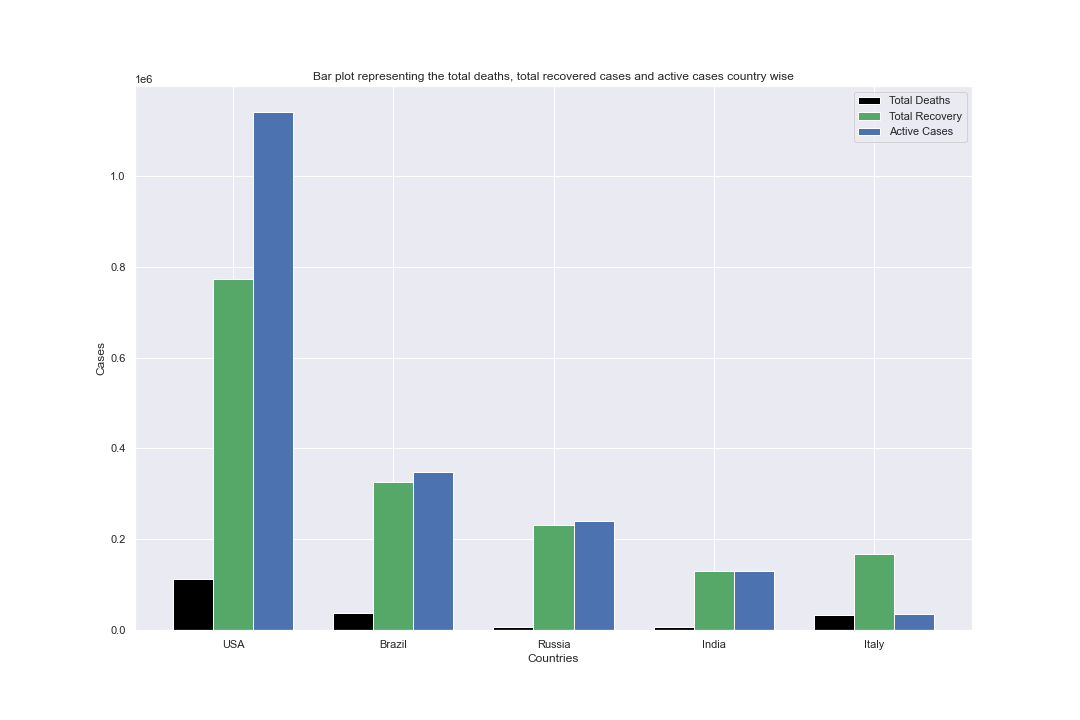 Bar plot representing the total deaths, total recovered cases and active cases country wise
1e6
Total Deaths
Total Recovery
Active Cases
1.0
0.8
0.6
0.4
0.2
0.0
Cases
USA Brazil Russia India Italy
Countries